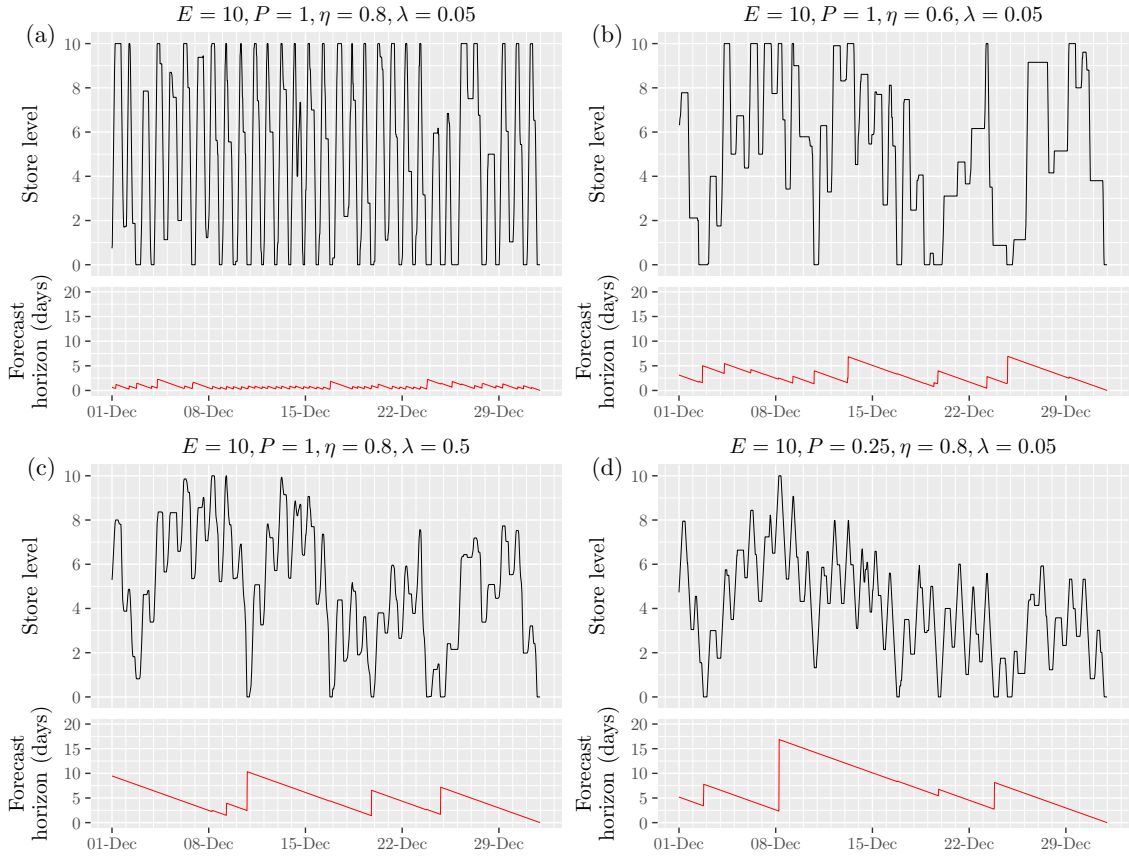 E = 10, P = 1, η = 0.8, λ = 0.05
(a)
10
8
6
4
2
0
Store level
20
15
10
5
0
Forecast
horizon (days)
01-Dec 08-Dec 15-Dec 22-Dec 29-Dec
E = 10, P = 1, η = 0.6, λ = 0.05
(b)
10
8
6
4
2
0
Store level
20
15
10
5
0
Forecast
horizon (days)
01-Dec 08-Dec 15-Dec 22-Dec 29-Dec
E = 10, P = 1, η = 0.8, λ = 0.5
(c)
10
8
6
4
2
0
Store level
20
15
10
5
0
Forecast
horizon (days)
01-Dec 08-Dec 15-Dec 22-Dec 29-Dec
E = 10, P = 0.25, η = 0.8, λ = 0.05
(d)
10
8
6
4
2
0
Store level
20
15
10
5
0
Forecast
horizon (days)
01-Dec 08-Dec 15-Dec 22-Dec 29-Dec